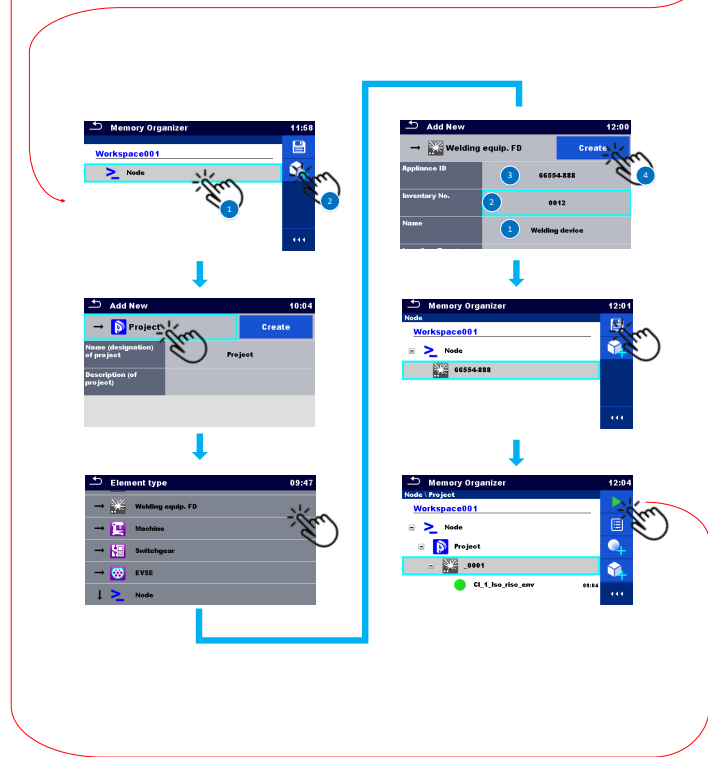 Memory Organizer 11:58
Workspace001
Node
1
2
Add New 10:04
Project Create
Name (designation)
of project
Project
Description (of
project)
Element type 09:47
Welding equip. FD
Machine
Switchgear
EVSE
Node
Add New 12:00
Welding equip. FD Create
4
Appliance ID 3 66554-888
Inventary No. 2 0012
Name 1 Welding device
Memory Organizer 12:01
Node
Workspace001
Node
66554-888
Memory Organizer 12:04
Node \ Project
Workspace001
Node
Project
_0001
CI_1_Iso_rise_env 09:04